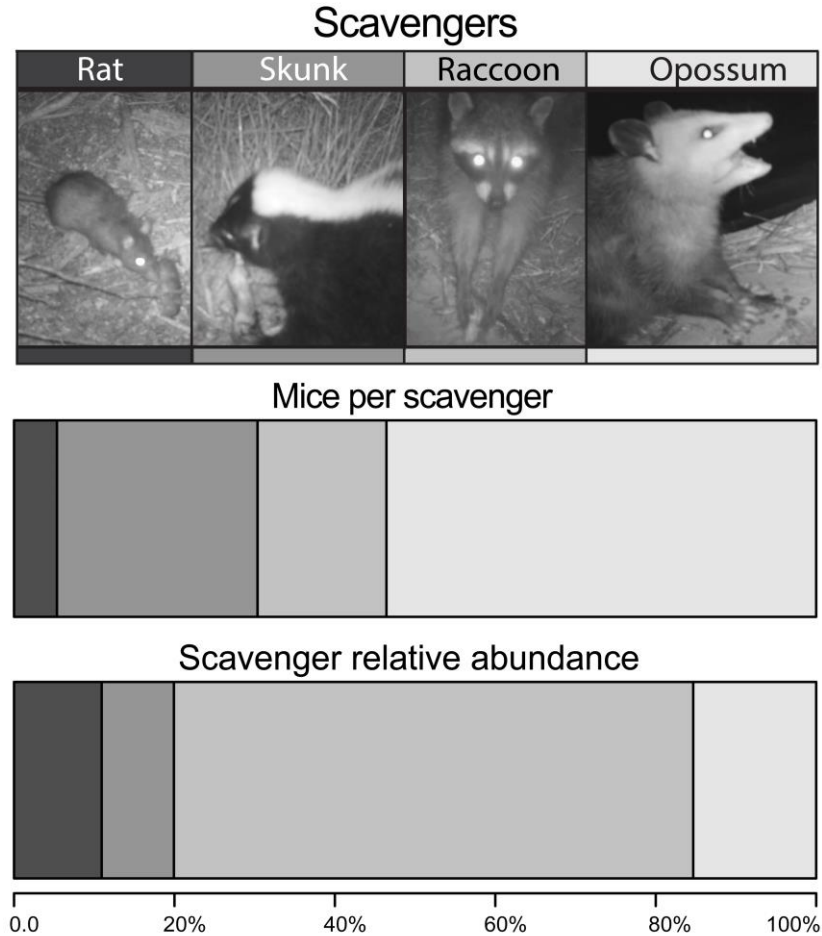 Scavengers
Rat Skunk Raccoon Opossum
Mice per scavenger
Scavenger relative abundance
0.0 20% 40% 60% 80% 100%